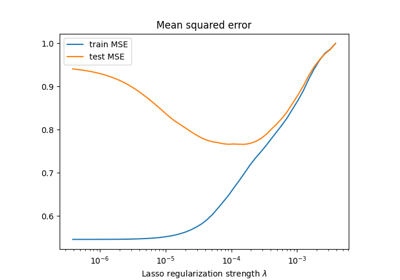 Mean squared error
train MSE
test MSE
1.0
0.9
0.8
0.7
0.6
10⁻⁶ 10⁻⁵ 10⁻⁴ 10⁻³
Lasso regularization strength λ